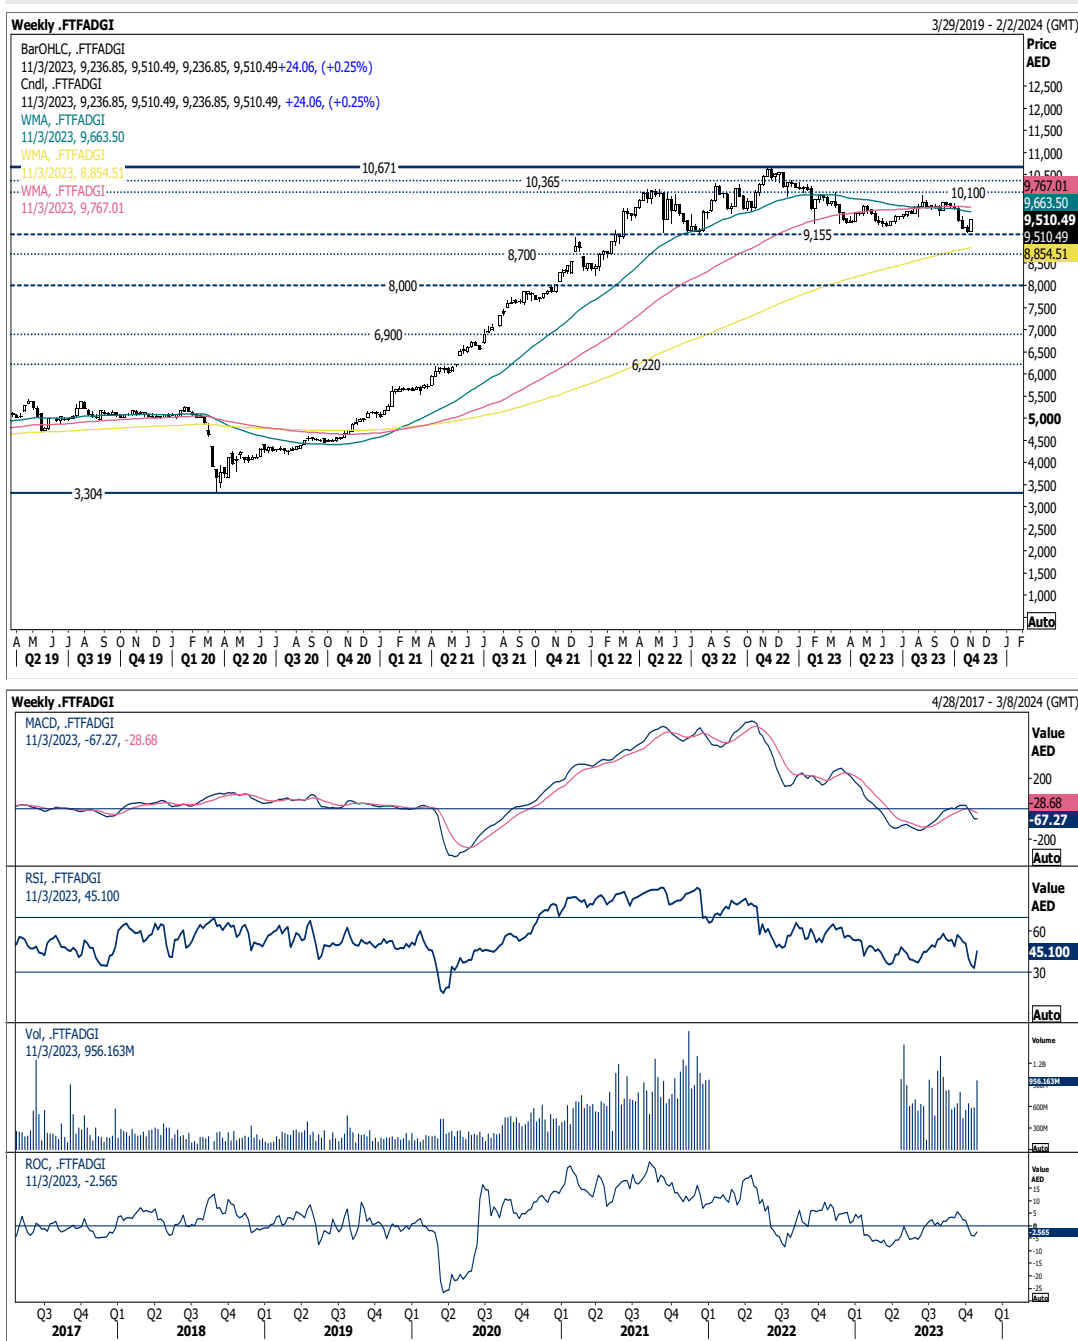 Weekly .FTFADGI
3/29/2019 - 2/2/2024 (GMT)
BarOHLC, .FTFADGI
11/3/2023, 9,236.85, 9,510.49, 9,236.85, 9,510.49+24.06, (+0.25%)
Cndl, .FTFADGI
11/3/2023, 9,236.85, 9,510.49, 9,236.85, 9,510.49, +24.06, (+0.25%)
WMA, .FTFADGI
11/3/2023, 9,663.50
WMA, .FTFADGI
11/3/2023, 8,854.51
WMA, .FTFADGI
11/3/2023, 9,767.01
Price
AED
12,500
12,000
11,500
11,000
10,500
9,767.01
9,663.50
9,510.49
9,510.49
8,854.51
8,500
8,000
7,500
7,000
6,500
6,000
5,500
5,000
4,500
4,000
3,500
3,000
2,500
2,000
1,500
1,000
Auto
10,671
10,365
10,100
9,155
8,700
8,000
6,900
6,220
3,304
A M J J A S O N D J F M A M J J A S O N D J F M A M J J A S O N D J F M A M J J A S O N D J F M A M J J A S O N D J F
Q2 19 Q3 19 Q4 19 Q1 20 Q2 20 Q3 20 Q4 20 Q1 21 Q2 21 Q3 21 Q4 21 Q1 22 Q2 22 Q3 22 Q4 22 Q1 23 Q2 23 Q3 23 Q4 23
Weekly .FTFADGI
4/28/2017 - 3/8/2024 (GMT)
MACD, .FTFADGI
11/3/2023, -67.27, -28.68
Value
AED
200
-28.68
-67.27
-200
Auto
RSI, .FTFADGI
11/3/2023, 45.100
Value
AED
60
45.100
30
Auto
Vol, .FTFADGI
11/3/2023, 956.163M
Volume
1.2B
956.163M
600M
300M
Auto
ROC, .FTFADGI
11/3/2023, -2.565
Value
AED
15
10
5
0
-2.565
-5
-10
-15
-20
-25
Auto
Q3 Q4 Q1 Q2 Q3 Q4 Q1 Q2 Q3 Q4 Q1 Q2 Q3 Q4 Q1 Q2 Q3 Q4 Q1 Q2 Q3 Q4 Q1 Q2 Q3 Q4 Q1
2017 2018 2019 2020 2021 2022 2023